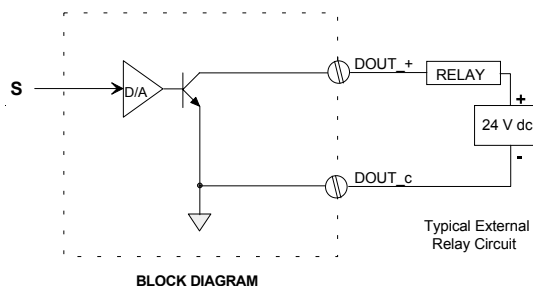 DOUT_+
RELAY
S
D/A
+
24 V dc
-
DOUT_c
Typical External
Relay Circuit
BLOCK DIAGRAM